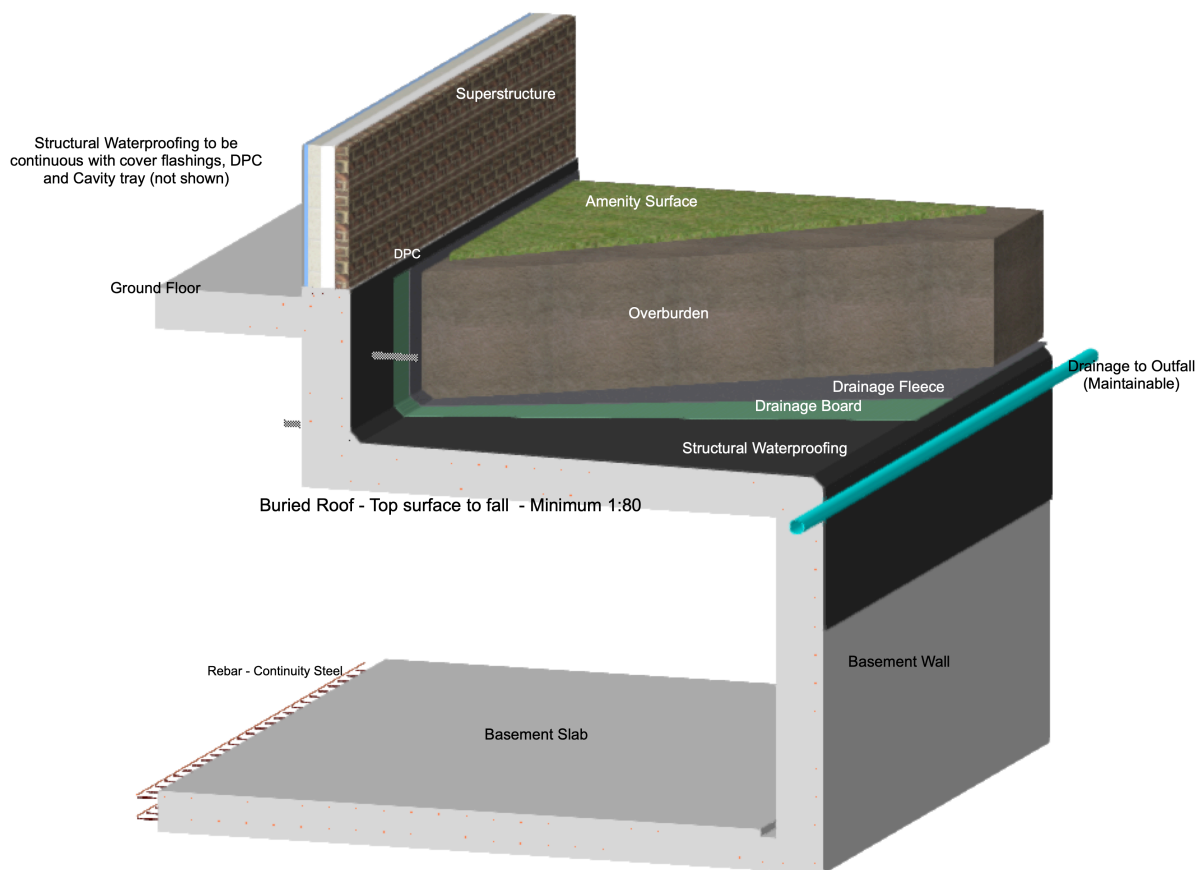 Superstructure
Structural Waterproofing to be
continuous with cover flashings, DPC
and Cavity tray (not shown)
Amenity Surface
DPC
Ground Floor
Overburden
Drainage to Outfall
(Maintainable)
Drainage Fleece
Drainage Board
Structural Waterproofing
Buried Roof - Top surface to fall - Minimum 1:80
Basement Wall
Rebar - Continuity Steel
Basement Slab